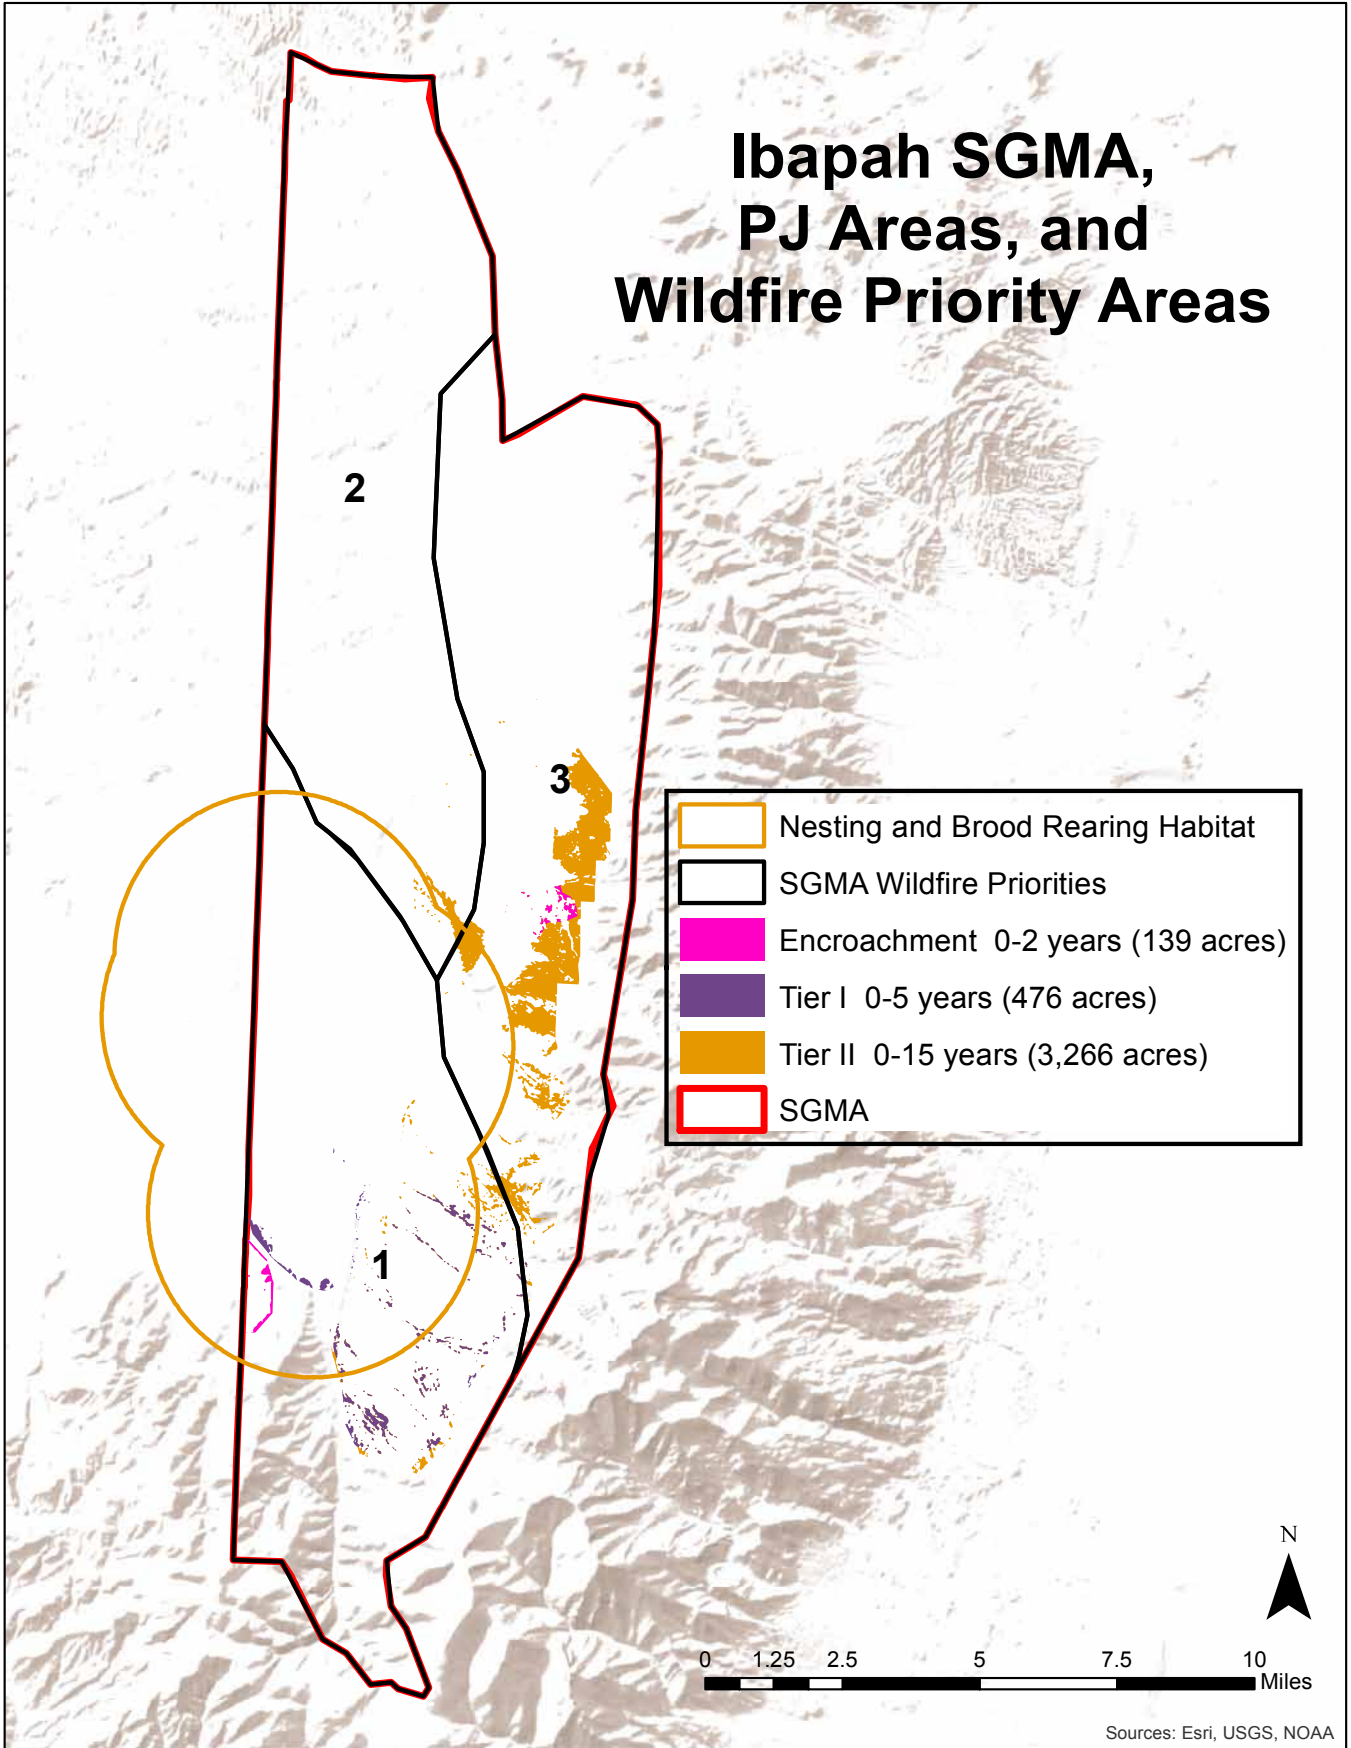 Ibapah SGMA,
PJ Areas, and
Wildfire Priority Areas
2
3
1
Nesting and Brood Rearing Habitat
SGMA Wildfire Priorities
Encroachment 0-2 years (139 acres)
Tier I 0-5 years (476 acres)
Tier II 0-15 years (3,266 acres)
SGMA
N
0 1.25 2.5 5 7.5 10
Miles
Sources: Esri, USGS, NOAA